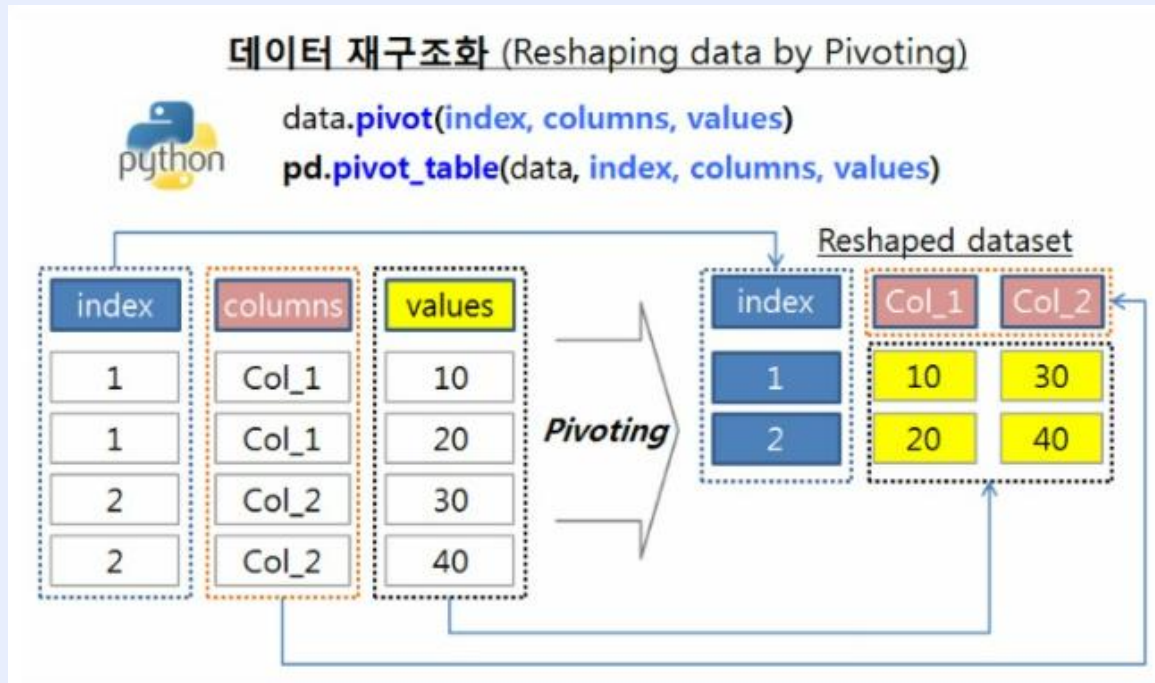 데이터 재구조화 (Reshaping data by Pivoting)
python
data.pivot(index, columns, values)
pd.pivot_table(data, index, columns, values)
Reshaped dataset
index columns values
1 Col_1 10
1 Col_1 20
2 Col_2 30
2 Col_2 40
Pivoting
index Col_1 Col_2
1 10 30
2 20 40